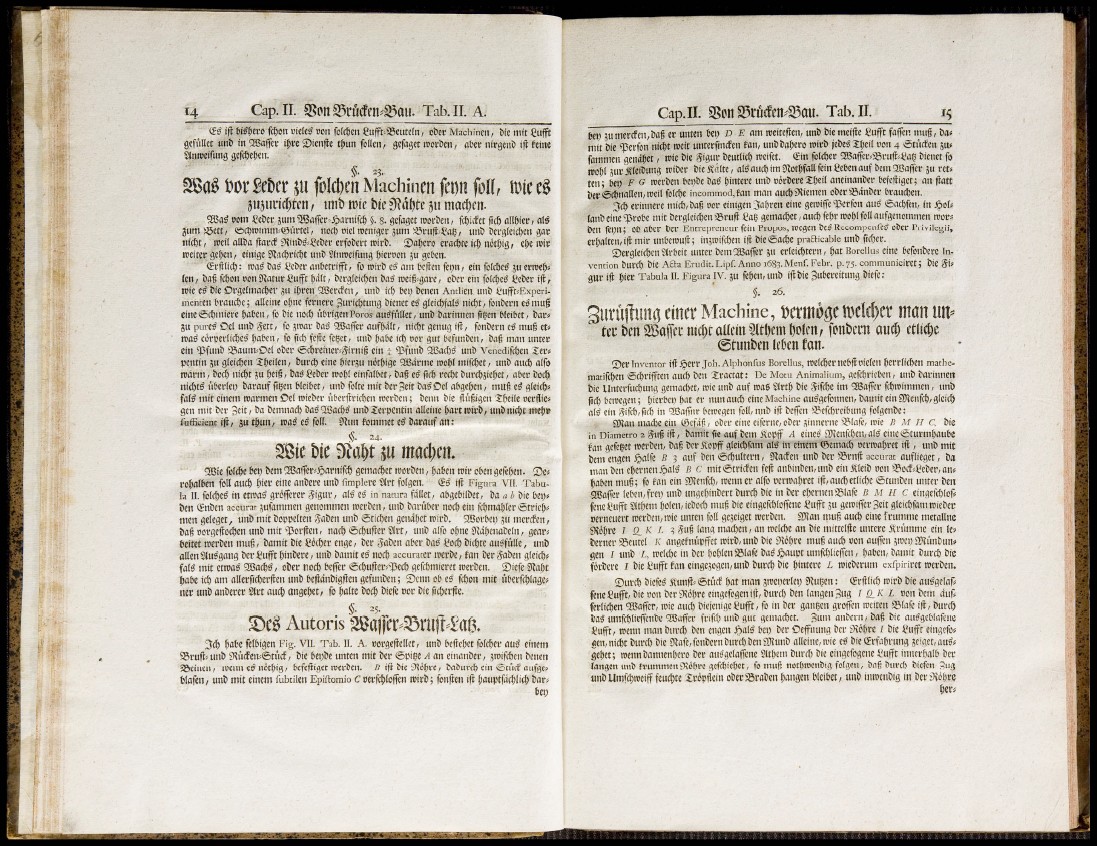 14 Cap. II. Von Brücken-Bau. Tab. II. A.
Es ist bishero schon vieles von solchen Lufft-Beuteln, oder Machinen, die mit Lufft
gefüllet und in Wasser ihre Dienste thun sollen, gesaget worden, aber nirgend ist keine
Anweisung geschehen.
§. 23.
Was vor Leder zu solchen Machinen seyn soll, wie es
zuzurichten, und wie die Nähte zu machen.
Was vom Leder zum Wasser-Harnisch §. 8. gesaget worden, schicket sich allhier, als
zum Bett, Schwimm-Gürtel, noch viel weniger zum Brust-Latz, und dergleichen gar
nicht, weil allda starck Rinds-Leder erfodert wird. Dahero erachte ich nöthig, ehe wir
weiter gehen, einige Nachricht und Anweisung hiervon zu geben.
Erstlich: was das Leder anbetrifft, so wird es am besten seyn, ein solches zu erweh-
len, daß schon von Natur Lufft hält, dergleichen das weiß-gare, oder ein solches Leder ist,
wie es die Orgelmacher zu ihren Wercken, und ich bey denen Antlien und Lufft-Experi-
menten brauche; alleine ohne fernere Zurichtung dienet es gleichfals nicht, sondern es muß
eine Schmiere haben, so die noch übrigen Poros ausfüllet, und darinnen sitzen bleibet, dar-
zu pures Oel und Fett, so zwar das Wasser aufhält, nicht genug ist, sondern es muß et-
was cörperliches haben, so sich feste setzet, und habe ich vor gut befunden, daß man unter
ein Pfund Baum-Oel oder Schreiner-Firniß ein ½ Pfund Wachs und Venedischen Ter-
pentin zu gleichen Theilen, durch eine hierzu nöthige Wärme wohl mischet, und auch also
warm, doch nicht zu heiß, das Leder wohl einsalbet, daß es sich recht durchziehet, aber doch
nichts überley darauf sitzen bleibet, und solte mit der Zeit das Oel abgehen, muß es gleich-
fals mit einem warmen Oel wieder überstrichen werden; denn die flüßigen Theile verflie-
gen mit der Zeit, da demnach das Wachs und Terpentin alleine hart wird, und nicht mehr
sufficient ist, zu thun, was es soll. Nun kommet es darauf an:
§. 24.
Wie die Naht zu machen.
Wie solche bey dem Wasser-Harnisch gemachet worden, haben wir oben gesehen. De-
rohalben soll auch hier eine andere und simplere Art folgen. Es ist Figura VII. Tabu-
la II. solches in etwas grösserer Figur, als es in natura fället, abgebildet, da a b die bey-
den Enden accurat zusammen genommen werden, und darüber noch ein schmahler Strieh-
men geleget, und mit doppelten Faden und Stichen genähet wird. Worbey zu mercken,
daß vorgestochen und mit Borsten, nach Schuster Art, und also ohne Nähenadeln, gear-
beitet werden muß, damit die Löcher enge, der Faden aber das Loch dichte ausfülle, und
allen Ausgang der Lufft hindere, und damit es noch accurater werde, kan der Faden gleich-
fals mit etwas Wachs, oder noch besser Schuster-Pech geschmieret werden. Diese Naht
habe ich am allersichersten und beständigsten gefunden; Denn ob es schon mit überschlage-
ner und anderer Art auch angehet, so halte doch diese vor die sicherste.
§. 25.
Des Autoris Wasser-Brust-Latz.
Ich habe selbigen Fig. VII. Tab. II. A. vorgestellet, und bestehet solcher aus einem
Brust- und Rücken-Stück, die beyde unten mit der Spitze A an einander, zwischen denen
Beinen, wenn es nöthig, befestiget werden. B ist die Röhre, dadurch ein Stück aufge-
blasen, und mit einem subtilen Epistomio C verschlossen wird; sonsten ist hauptsächlich dar-
bey
Cap. II. Von Brücken-Bau. Tab. II. 15
bey zu mercken, daß er unten bey D E am weitesten, und die meiste Lufft fassen muß, da-
mit die Person nicht weit untersincken kan, und dahero wird jedes Theil von 4 Stücken zu-
sammen genähet, wie die Figur deutlich weiset. Ein solcher Wasser-Brust-Latz dienet so
wohl zur Kleidung wider die Kälte, als auch im Nothfall sein Leben auf dem Wasser zu ret-
ten; bey F G werden beyde das hintere und vördere Theil aneinander befestiget; an statt
der Schnallen, weil solche incommod, kan man auch Riemen oder Bänder brauchen.
Ich erinnere mich, daß vor einigen Jahren eine gewisse Person aus Sachsen, in Hol-
land eine Probe mit dergleichen Brust-Latz gemachet, auch sehr wohl soll aufgenommen wor-
den seyn; ob aber der Entrepreneur sein Propos, wegen des Recompenses oder Privilegii,
erhalten, ist mir unbewust; inzwischen ist die Sache practicable und sicher.
Dergleichen Arbeit unter dem Wasser zu erleichtern, hat Borellus eine besondere In-
vention durch die Acta Erudit. Lips. Anno 1683. Mens. Febr. p. 75. communiciret; die Fi-
gur ist hier Tabula II. Figura IV. zu sehen, und ist die Zubereitung diese:
§. 26.
Zurüstung einer Machine, vermöge welcher man un-
ter den Wasser nicht allein Athem holen, sondern auch etliche
Stunden leben kan.
Der Inventor ist Herr Joh. Alphonsus Borellus, welcher nebst vielen herrlichen mathe-
matischen Schrifften auch den Tractat: De Motu Animalium, geschrieben, und darinnen
die Untersuchung gemachet, wie und auf was Arth die Fische im Wasser schwimmen, und
sich bewegen; hierbey hat er nun auch eine Machine ausgesonnen, damit ein Mensch, gleich
als ein Fisch, sich in Wasser bewegen soll, und ist dessen Beschreibung folgende:
Man mache ein Gefäß, oder eine eiserne, oder zinnerne Blase, wie B M H C, die
in Diametro 2 Fuß ist, damit sie auf dem Kopff A eines Menschen, als eine Sturmhaube
kan gesetzet werden, daß der Kopff gleichsam als in einem Gemach verwahret ist, und mit
dem engen Halse B 3 auf den Schultern, Nacken und der Brust accurat auflieget, da
man den ehernen Hals B C mit Stricken fest anbinden, und ein Kleid von Bock-Leder, an-
haben muß; so kan ein Mensch, wenn er also verwahret ist, auch etliche Stunden unter den
Wasser leben, frey und ungehindert durch die in der ehernen Blase B M H C eingeschlos-
sene Lufft Athem holen, iedoch muß die eingeschlossene Lufft zu gewisser Zeit gleichsam wieder
verneuert werden, wie unten soll gezeiget werden. Man muß auch eine krumme metalline
Röhre I Q K L 2 Fuß lang machen, an welche an die mittelste untere Krümme ein le-
derner Beutel K angeknüpffet wird, und die Röhre muß auch von aussen zwey Mündun-
gen I und L, welche in der hohlen Blase das Haupt umschliessen, haben, damit durch die
fördere I die Lufft kan eingezogen, und durch die hintere L wiederum exspiriret werden.
Durch dieses Kunst-Stück hat man zweyerley Nutzen: Erstlich wird die ausgelas-
sene Lufft, die von der Röhre eingesogen ist, durch den langen Zug I Q K L von dem äus-
serlichen Wasser, wie auch diejenige Lufft, so in der gantzen grossen weiten Blase ist, durch
das umschliessende Wasser frisch und gut gemachet. Zum andern, daß die ausgeblasene
Lufft, wenn man durch den engen Hals bey der Oeffnung der Röhre I die Lufft eingeso-
gen, nicht durch die Nase, sondern durch den Mund alleine, wie es die Erfahrung zeiget, aus-
gehet; wenn dannenhero der ausgelassene Athem durch die eingesogene Lufft innerhalb der
langen und krummen Röhre geschiehet, so muß nothwendig folgen, daß durch diesen Zug
und Umschweiff feuchte Tröpflein oder Braden hangen bleibet, und inwendig in der Röhre
her-